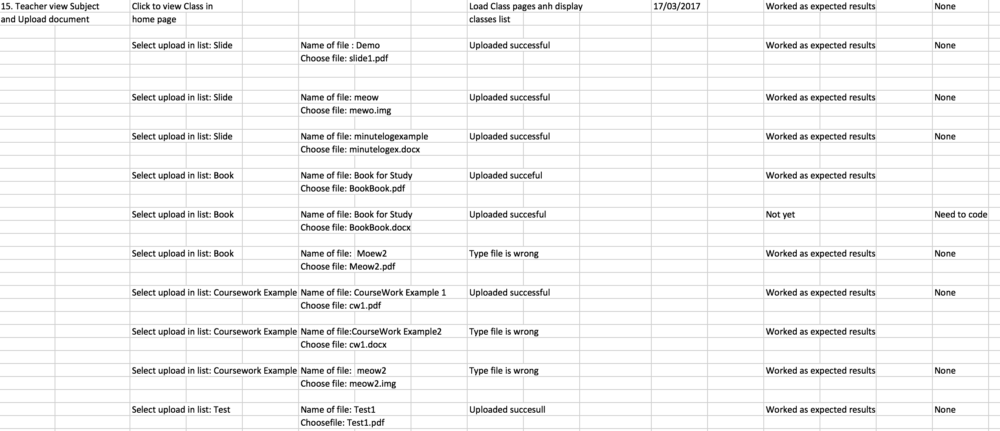 15. Teacher view Subject Click to view Class in Load Class pages anh display 17/03/2017 Worked as expected results None
and Upload document home page classes list
Select upload in list: Slide Name of file : Demo Uploaded successful Worked as expected results None
Choose file: slide1.pdf
Select upload in list: Slide Name of file: meow Uploaded successful Worked as expected results None
Choose file: mewo.img
Select upload in list: Slide Name of file: minutelogexample Uploaded successful Worked as expected results None
Choose file: minutelogex.docx
Select upload in list: Book Name of file: Book for Study Uploaded succeful Worked as expected results
Choose file: BookBook.pdf
Select upload in list: Book Name of file: Book for Study Uploaded succesful Not yet Need to code
Choose file: BookBook.docx
Select upload in list: Book Name of file: Moew2 Type file is wrong Worked as expected results None
Choose file: Meow2.pdf
Select upload in list: Coursework Example Name of file: CourseWork Example 1 Uploaded successful Worked as expected results None
Choose file: cw1.pdf
Select upload in list: Coursework Example Name of file:CourseWork Example2 Type file is wrong Worked as expected results
Choose file: cw1.docx
Select upload in list: Coursework Example Name of file: meow2 Type file is wrong Worked as expected results None
Choose file: meow2.img
Select upload in list: Test Name of file: Test1 Uploaded succesull Worked as expected results None
Choosefile: Test1.pdf